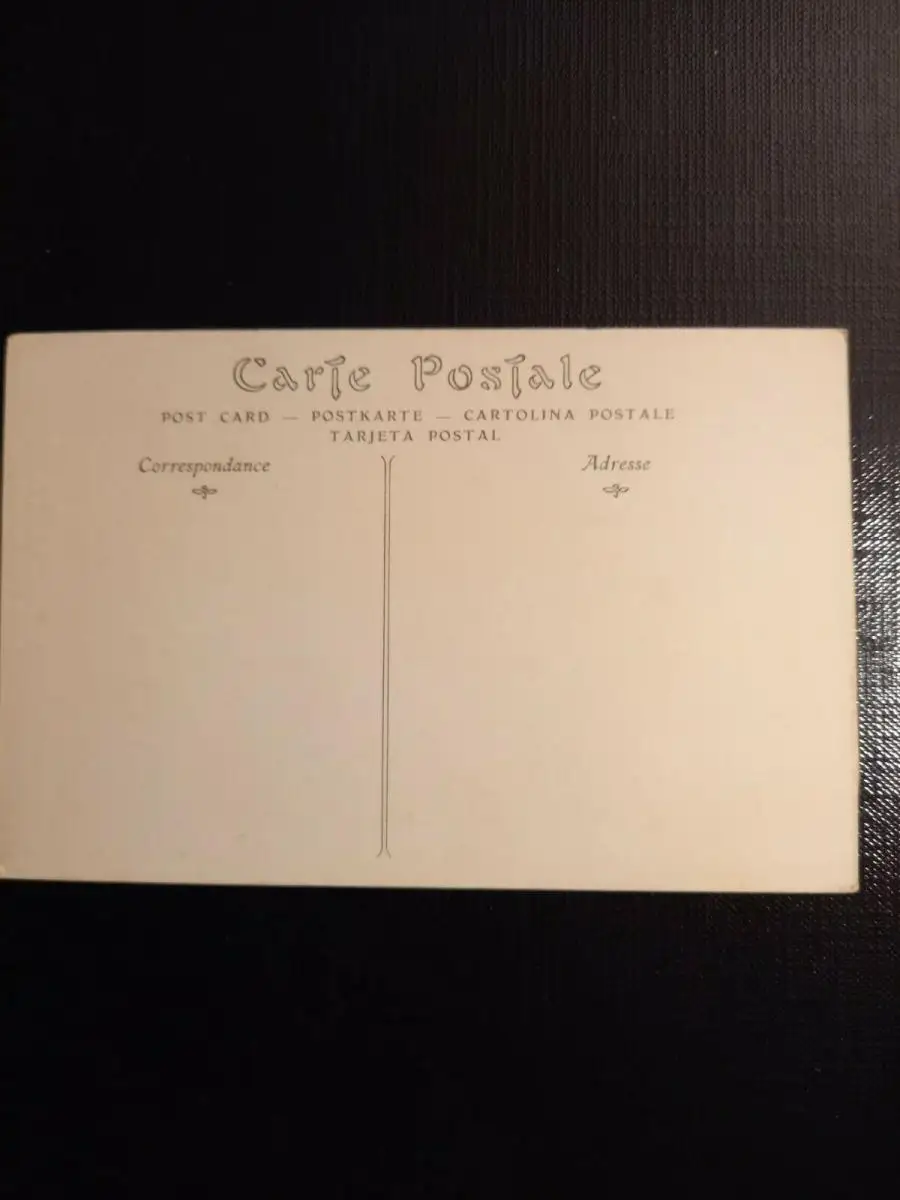 Carte Postale
POST CARD — POSTKARTE — CARTOLINA POSTALE
TARJETA POSTAL
Correspondance
Adresse